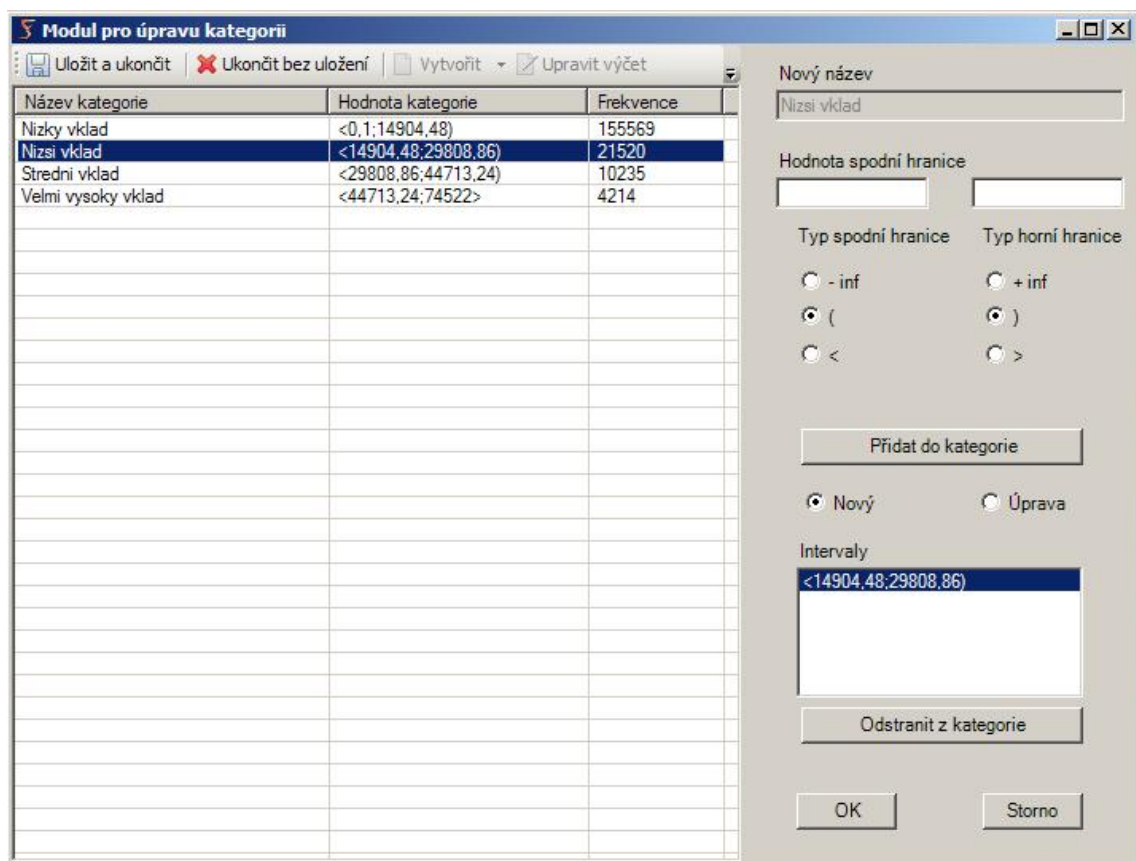 Modul pro úpravu kategorii
Uložit a ukončit Ukončit bez uložení Vytvořit Upravit výčet
Název kategorie Hodnota kategorie Frekvence
Nizky vklad <0,1;14904,48) 155569
Nizsi vklad <14904,48;29808,86) 21520
Stredni vklad <29808,86;44713,24) 10235
Velmi vysoky vklad <44713,24;74522> 4214
Nový název
Nizsi vklad
Hodnota spodní hranice
Typ spodní hranice Typ horní hranice
- inf + inf
( )
< >
Přidat do kategorie
Nový Úprava
Intervaly
<14904,48;29808,86)
Odstranit z kategorie
OK Storno